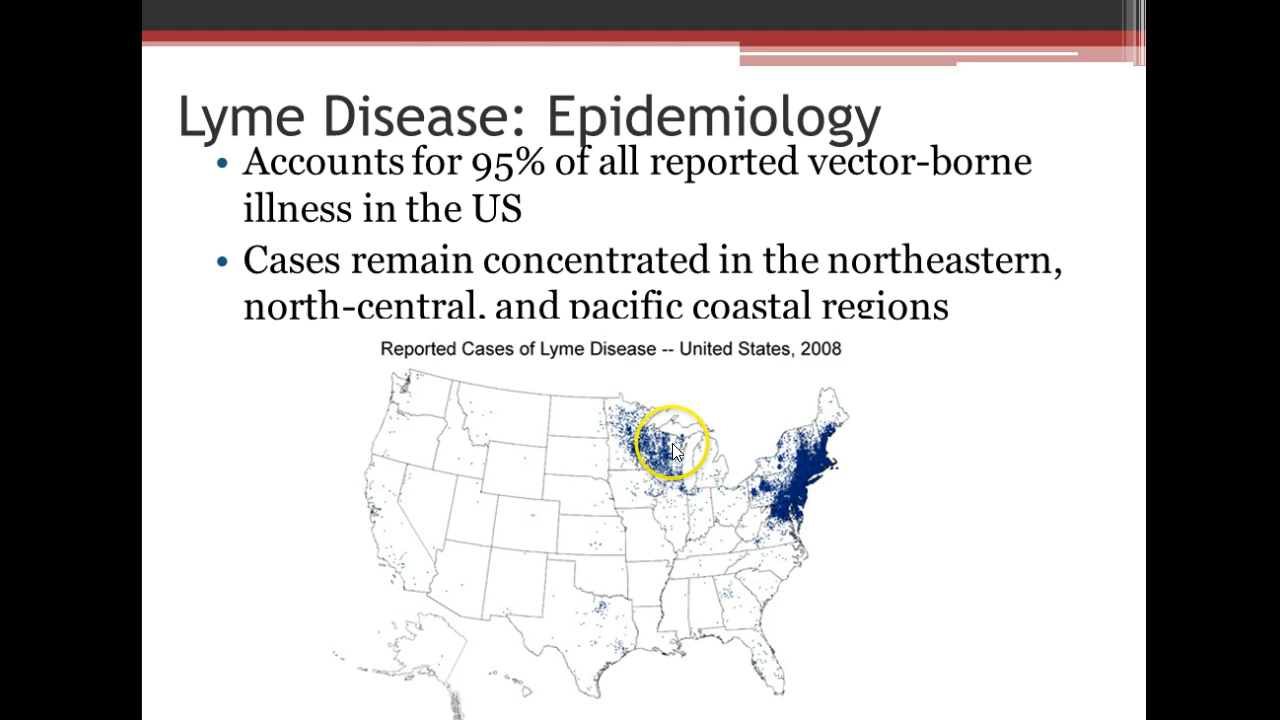 Lyme Disease: Epidemiology
• Accounts for 95% of all reported vector-borne
illness in the US
• Cases remain concentrated in the northeastern,
north-central, and pacific coastal regions
Reported Cases of Lyme Disease -- United States, 2008